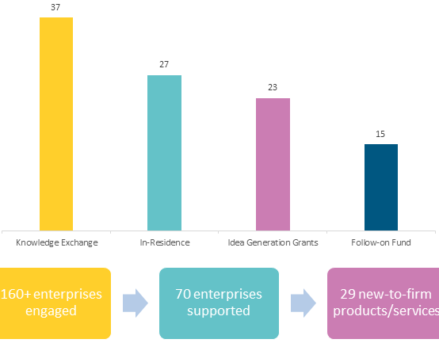 37
27
23
15
Knowledge Exchange
In-Residence
Idea Generation Grants
Follow-on Fund
160+ enterprises
engaged
70 enterprises
supported
29 new-to-firm
products/services